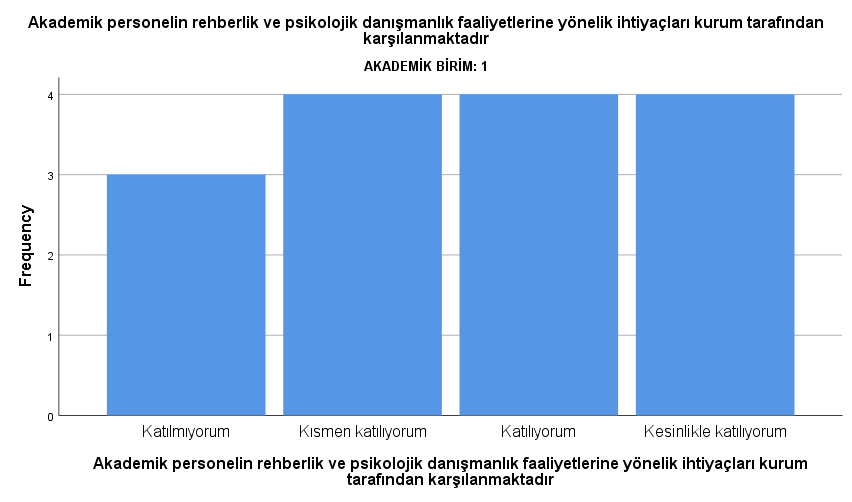 Akademik personelin rehberlik ve psikolojik danışmanlık faaliyetlerine yönelik ihtiyaçları kurum tarafından
karşılanmaktadır
AKADEMİK BİRİM: 1
Frequency
4
3
2
1
0
Katılmıyorum
Kısmen katılıyorum
Katılıyorum
Kesinlikle katılıyorum
Akademik personelin rehberlik ve psikolojik danışmanlık faaliyetlerine yönelik ihtiyaçları kurum
tarafından karşılanmaktadır